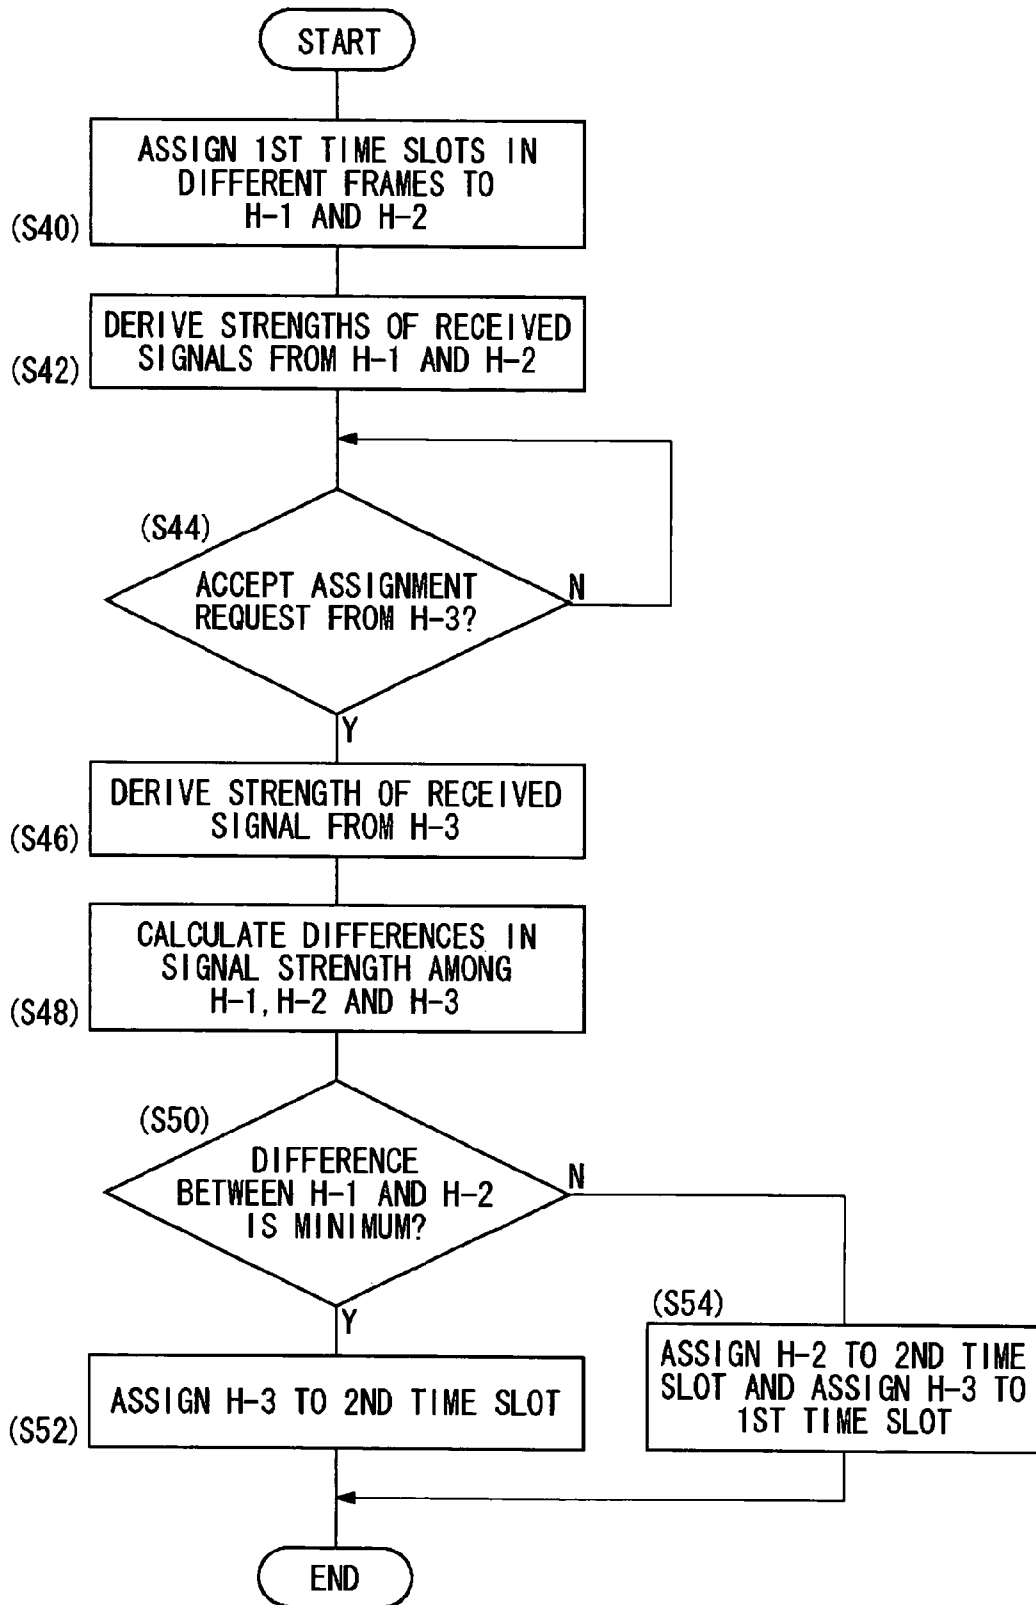 START
ASSIGN 1ST TIME SLOTS IN
DIFFERENT FRAMES TO
H-1 AND H-2
(S40)
DERIVE STRENGTHS OF RECEIVED
SIGNALS FROM H-1 AND H-2
(S42)
(S44)
ACCEPT ASSIGNMENT
REQUEST FROM H-3?
N
Y
DERIVE STRENGTH OF RECEIVED
SIGNAL FROM H-3
(S46)
CALCULATE DIFFERENCES IN
SIGNAL STRENGTH AMONG
H-1, H-2 AND H-3
(S48)
(S50)
DIFFERENCE
BETWEEN H-1 AND H-2
IS MINIMUM?
N
Y
(S54)
ASSIGN H-2 TO 2ND TIME
SLOT AND ASSIGN H-3 TO
1ST TIME SLOT
ASSIGN H-3 TO 2ND TIME SLOT
(S52)
END